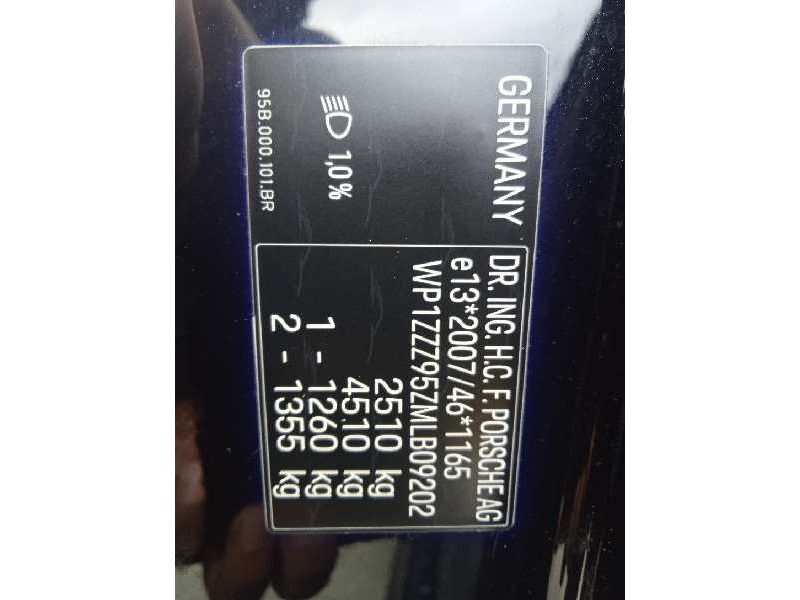 GERMANY
1,0%
95B.000.101.BR
DR. ING. H.C. F. PORSCHE AG
e13*2007/46*1165
WP1ZZZ95ZMLB09202
2510 kg
4510 kg
1 - 1260 kg
2 - 1355 kg